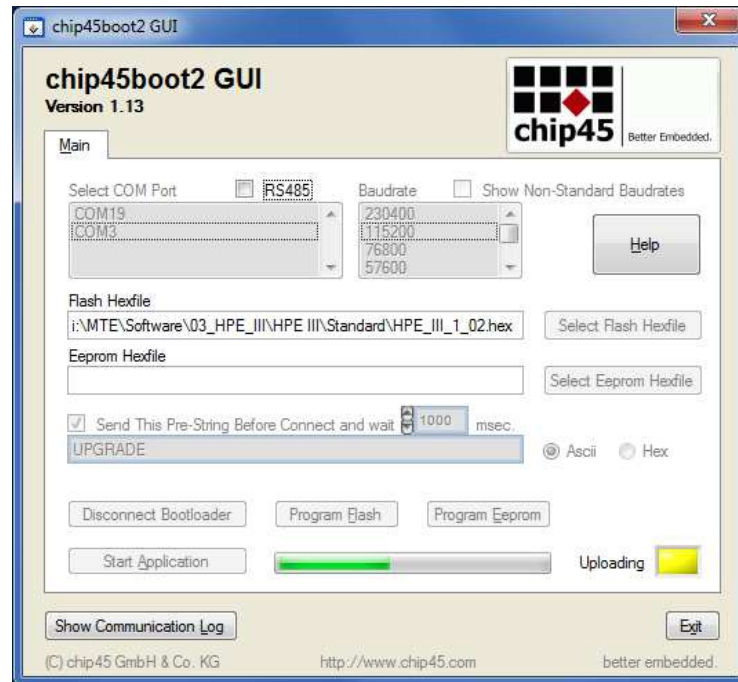 chip45boot2 GUI
chip45boot2 GUI
Version 1.13
chip45 Better Embedded.
Main
Select COM Port RS485 Baudrate Show Non-Standard Baudrates
COM19 230400
COM3 115200
76800
57600
Help
Flash Hexfile
i:\MTE\Software\03_HPE_III\HPE III\Standard\HPE_III_1_02.hex Select Flash Hexfile
Eeprom Hexfile
Select Eeprom Hexfile
Send This Pre-String Before Connect and wait 1000 msec.
UPGRADE Ascii Hex
Disconnect Bootloader Program Flash Program Eeprom
Start Application Uploading
Show Communication Log Exit
(C) chip45 GmbH & Co. KG http://www.chip45.com better embedded.